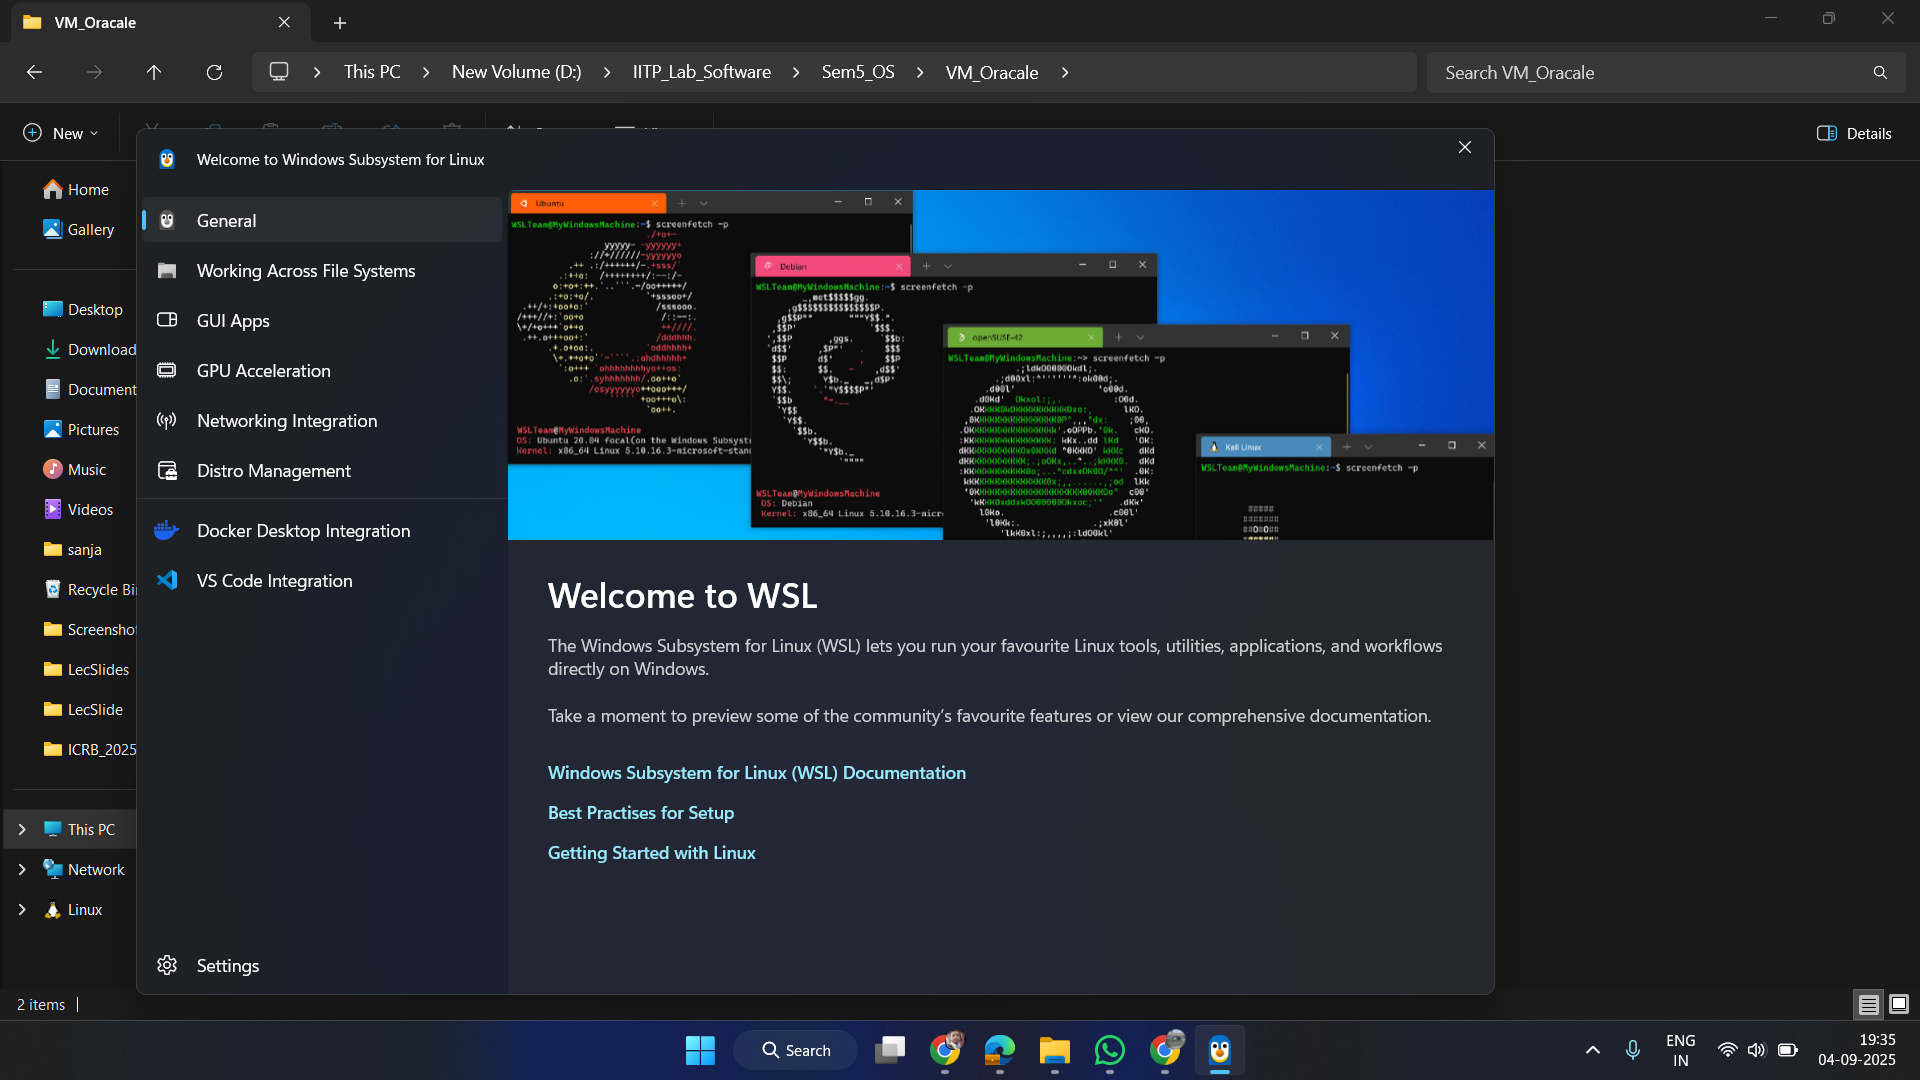 VM_Oracale
This PC
New Volume (D:)
IITP_Lab_Software
Sem5_OS
VM_Oracale
Search VM_Oracale
New
Details
Home
Gallery
Desktop
Download
Document
Pictures
Music
Videos
sanja
Recycle Bi
Screensho
LecSlides
LecSlide
ICRB_2025
This PC
Network
Linux
2 items
Welcome to Windows Subsystem for Linux
General
Working Across File Systems
GUI Apps
GPU Acceleration
Networking Integration
Distro Management
Docker Desktop Integration
VS Code Integration
Settings
Ubuntu
WSLTeam@MyWindowsMachine:~$ screenfetch -p
WSLTeam@MyWindowsMachine
OS: Ubuntu 20.04 focal(on the Windows Subsyst
Kernel: x86_64 Linux 5.10.16.3-microsoft-stan
Debian
WSLTeam@MyWindowsMachine:~$ screenfetch -p
WSLTeam@MyWindowsMachine
OS: Debian
Kernel: x86_64 Linux 5.10.16.3-micr
openSUSE-42
WSLTeam@MyWindowsMachine:~> screenfetch -p
Kali Linux
WSLTeam@MyWindowsMachine:~$ screenfetch -p
Welcome to WSL
The Windows Subsystem for Linux (WSL) lets you run your favourite Linux tools, utilities, applications, and workflows
directly on Windows.
Take a moment to preview some of the community’s favourite features or view our comprehensive documentation.
Windows Subsystem for Linux (WSL) Documentation
Best Practises for Setup
Getting Started with Linux
Search
ENG
IN
19:35
04-09-2025